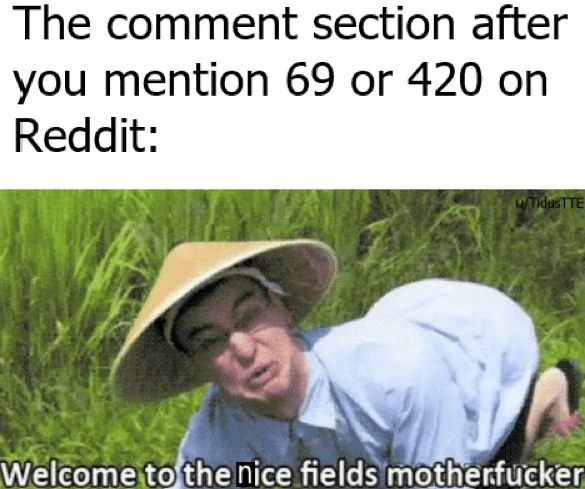 The comment section after
you mention 69 or 420 on
Reddit:
u/TidusTTE
Welcome to the nice fields motherfucker